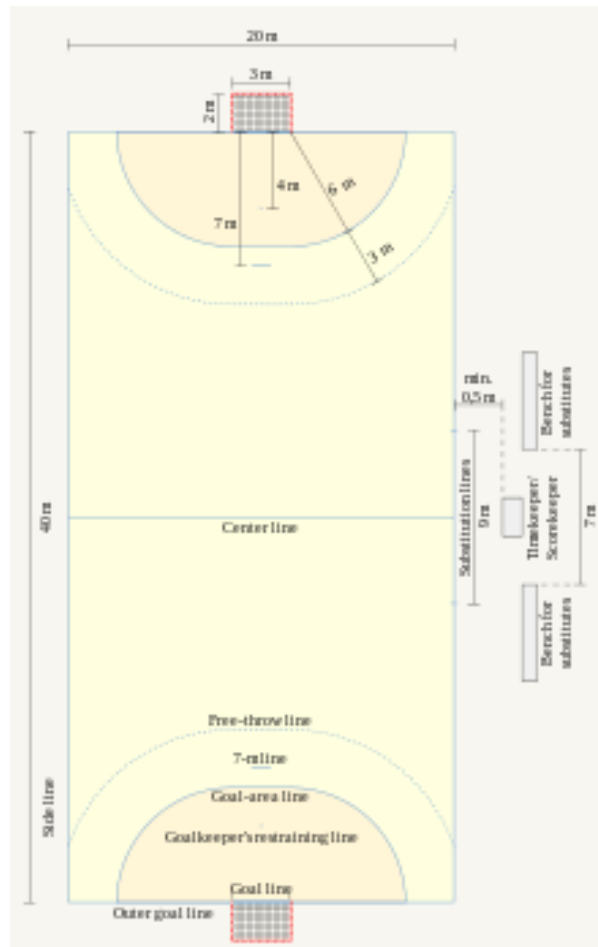 20 m
3 m
2 m
4 m
6 m
7 m
3 m
min.
0,5 m
Bench for
substitutes
Substitution lines
9 m
Timekeeper/
Scorekeeper
7 m
40 m
Center line
Bench for
substitutes
Free-throw line
7-m line
Goal-area line
Side line
Goalkeeper's restraining line
Goal line
Outer goal line